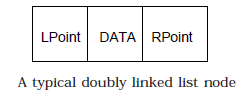 LPoint DATA RPoint
A typical doubly linked list node